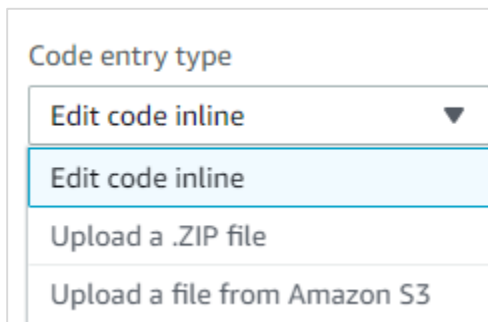 Code entry type
Edit code inline
Edit code inline
Upload a .ZIP file
Upload a file from Amazon S3